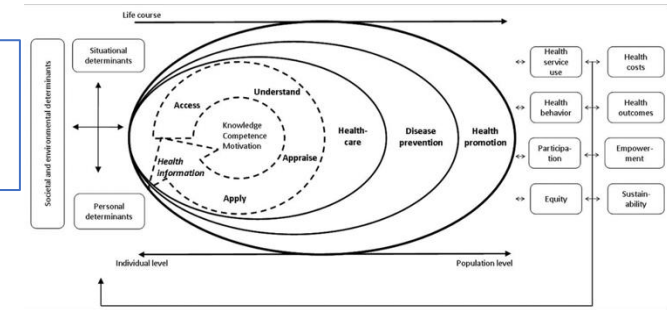 Life course
Societal and environmental determinants
Situational
determinants
Personal
determinants
Access
Understand
Knowledge
Competence
Motivation
Health
information
Appraise
Apply
Health-
care
Disease
prevention
Health
promotion
Individual level
Population level
Health
service
use
Health
costs
Health
behavior
Health
outcomes
Participa-
tion
Empower-
ment
Equity
Sustain-
ability